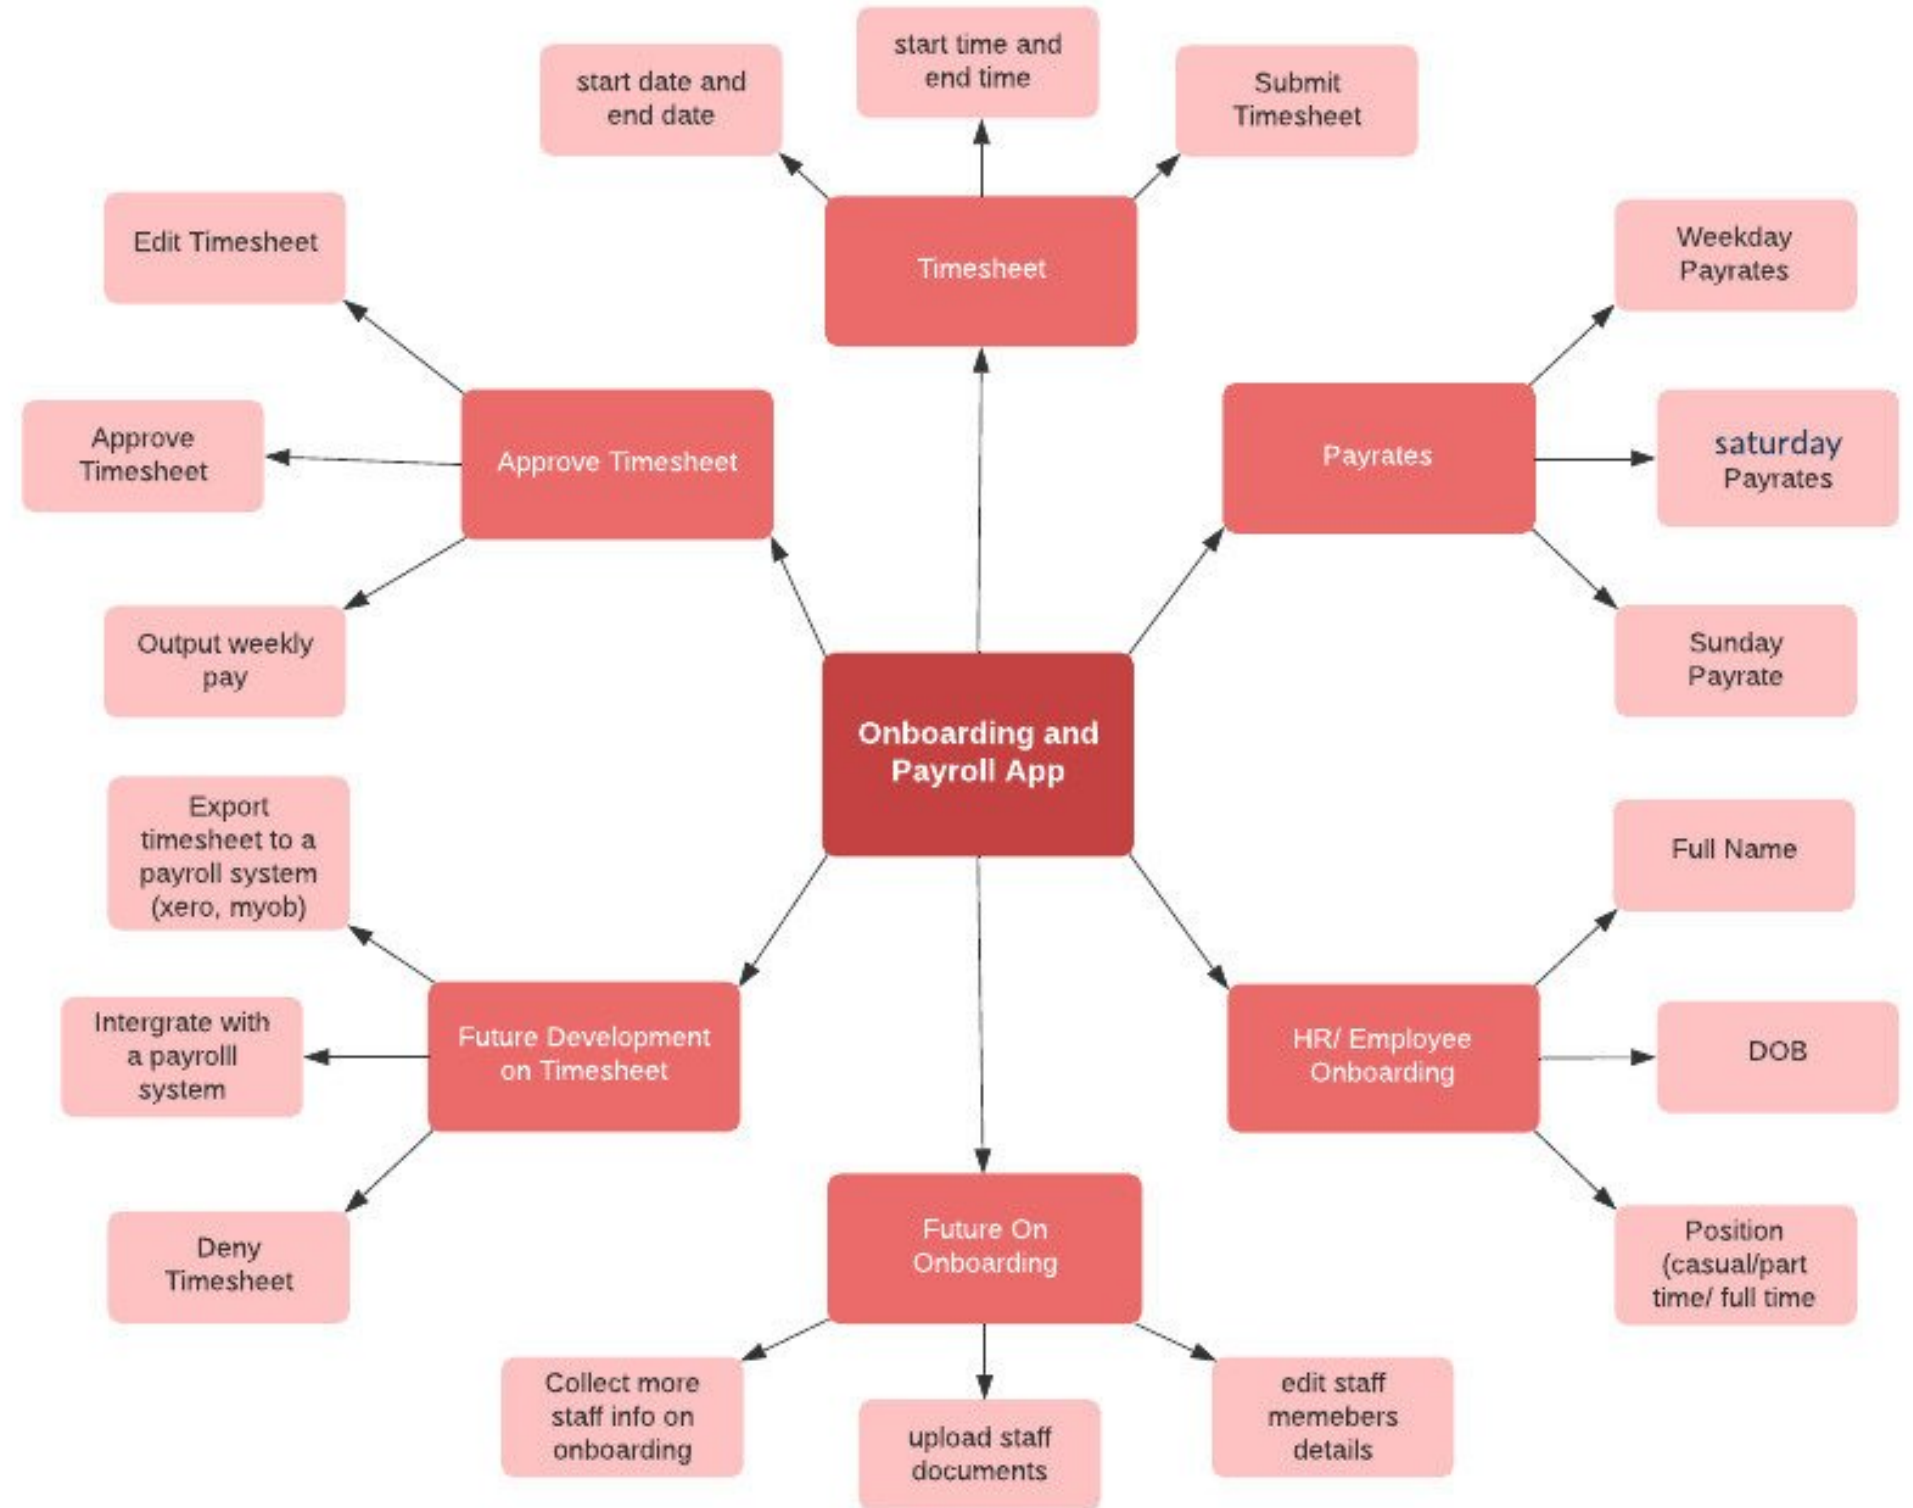 start date and
end date
start time and
end time
Submit
Timesheet
Timesheet
Edit Timesheet
Approve
Timesheet
Output weekly
pay
Approve Timesheet
Payrates
Weekday
Payrates
saturday
Payrates
Sunday
Payrate
Onboarding and
Payroll App
Export
timesheet to a
payroll system
(xero, myob)
Intergrate with
a payrolll
system
Deny
Timesheet
Future Development
on Timesheet
HR/ Employee
Onboarding
Full Name
DOB
Position
(casual/part
time/ full time
Future On
Onboarding
Collect more
staff info on
onboarding
upload staff
documents
edit staff
memebers
details